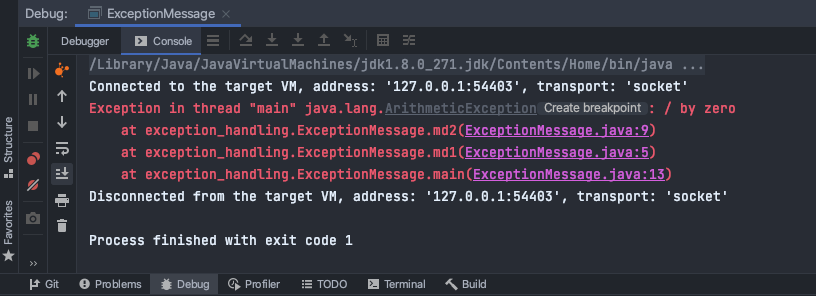 Debug: ExceptionMessage
Debugger Console
/Library/Java/JavaVirtualMachines/jdk1.8.0_271.jdk/Contents/Home/bin/java ...
Connected to the target VM, address: '127.0.0.1:54403', transport: 'socket'
Exception in thread "main" java.lang.ArithmeticException Create breakpoint : / by zero
at exception_handling.ExceptionMessage.md2(ExceptionMessage.java:9)
at exception_handling.ExceptionMessage.md1(ExceptionMessage.java:5)
at exception_handling.ExceptionMessage.main(ExceptionMessage.java:13)
Disconnected from the target VM, address: '127.0.0.1:54403', transport: 'socket'
Process finished with exit code 1
Structure
Favorites
Git Problems Debug Profiler TODO Terminal Build